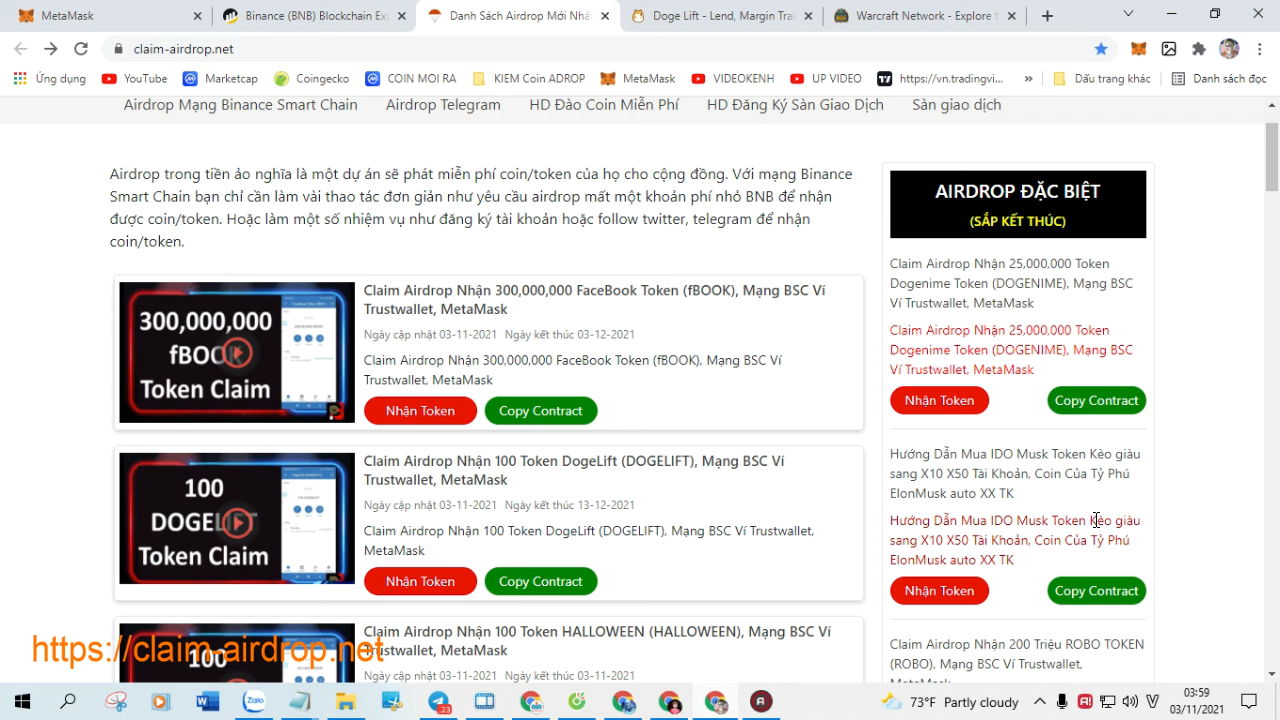 MetaMask
Binance (BNB) Blockchain Ex
Danh Sách Airdrop Mới Nhấ
Doge Lift - Lend, Margin Trac
Warcraft Network - Explore t
claim-airdrop.net
Ứng dụng
YouTube
Marketcap
Coingecko
COIN MOI RA
KIEM Coin ADROP
MetaMask
VIDEOKENH
UP VIDEO
https://vn.tradingvi...
»
Dấu trang khác
Danh sách đọc
Airdrop Mạng Binance Smart Chain
Airdrop Telegram
HD Đào Coin Miễn Phí
HD Đăng Ký Sàn Giao Dịch
Sàn giao dịch
Airdrop trong tiền ảo nghĩa là một dự án sẽ phát miễn phí coin/token của họ cho cộng đồng. Với mạng Binance
Smart Chain bạn chỉ cần làm vài thao tác đơn giản như yêu cầu airdrop mất một khoản phí nhỏ BNB để nhận
được coin/token. Hoặc làm một số nhiệm vụ như đăng ký tài khoản hoặc follow twitter, telegram để nhận
coin/token.
300,000,000
fBOOK
Token Claim
Claim Airdrop Nhận 300,000,000 FaceBook Token (fBOOK), Mạng BSC Ví
Trustwallet, MetaMask
Ngày cập nhật 03-11-2021 Ngày kết thúc 03-12-2021
Claim Airdrop Nhận 300,000,000 FaceBook Token (fBOOK), Mạng BSC Ví
Trustwallet, MetaMask
Nhận Token
Copy Contract
100
DOGELIFT
Token Claim
Claim Airdrop Nhận 100 Token DogeLift (DOGELIFT), Mạng BSC Ví
Trustwallet, MetaMask
Ngày cập nhật 03-11-2021 Ngày kết thúc 13-12-2021
Claim Airdrop Nhận 100 Token DogeLift (DOGELIFT), Mạng BSC Ví Trustwallet,
MetaMask
Nhận Token
Copy Contract
100
Claim Airdrop Nhận 100 Token HALLOWEEN (HALLOWEEN), Mạng BSC Ví
Trustwallet, MetaMask
Ngày cập nhật 03-11-2021 Ngày kết thúc 03-11-2021
https://claim-airdrop.net
AIRDROP ĐẶC BIỆT
(SẮP KẾT THÚC)
Claim Airdrop Nhận 25,000,000 Token
Dogenime Token (DOGENIME), Mạng BSC
Ví Trustwallet, MetaMask
Claim Airdrop Nhận 25,000,000 Token
Dogenime Token (DOGENIME), Mạng BSC
Ví Trustwallet, MetaMask
Nhận Token
Copy Contract
Hướng Dẫn Mua IDO Musk Token Kèo giàu
sang X10 X50 Tài Khoản, Coin Của Tỷ Phú
ElonMusk auto XX TK
Hướng Dẫn Mua IDO Musk Token Kèo giàu
sang X10 X50 Tài Khoản, Coin Của Tỷ Phú
ElonMusk auto XX TK
Nhận Token
Copy Contract
Claim Airdrop Nhận 200 Triệu ROBO TOKEN
(ROBO), Mạng BSC Ví Trustwallet,
MetaMask
Zalo
23
73°F Partly cloudy
03:59
03/11/2021